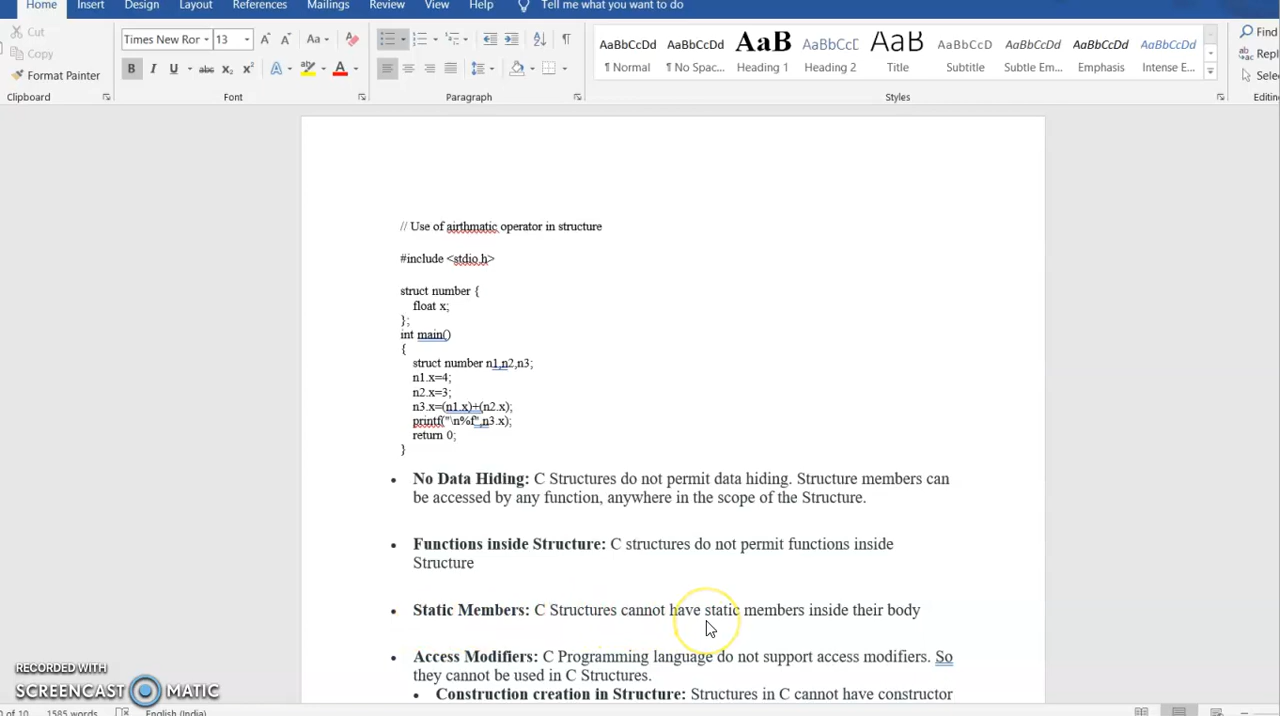 Home Insert Design Layout References Mailings Review View Help Tell me what you want to do
Cut
Copy
Format Painter
Times New Ror 13
AaBbCcDd AaBbCcDd AaB AaBbCcD AaB AaBbCcD AaBbCcDd AaBbCcDd AaBbCcDd
¶ Normal ¶ No Spac... Heading 1 Heading 2 Title Subtitle Subtle Em... Emphasis Intense E...
Find
Repl
Selec
Clipboard Font Paragraph Styles Editing
// Use of airthmatic operator in structure
#include <stdio.h>
struct number {
float x;
};
int main()
{
struct number n1,n2,n3;
n1.x=4;
n2.x=3;
n3.x=(n1.x)+(n2.x);
printf("\n%f",n3.x);
return 0;
}
• No Data Hiding: C Structures do not permit data hiding. Structure members can
be accessed by any function, anywhere in the scope of the Structure.
• Functions inside Structure: C structures do not permit functions inside
Structure
• Static Members: C Structures cannot have static members inside their body
• Access Modifiers: C Programming language do not support access modifiers. So
they cannot be used in C Structures.
• Construction creation in Structure: Structures in C cannot have constructor
RECORDED WITH
SCREENCAST MATIC
of 10 1585 words English (India)